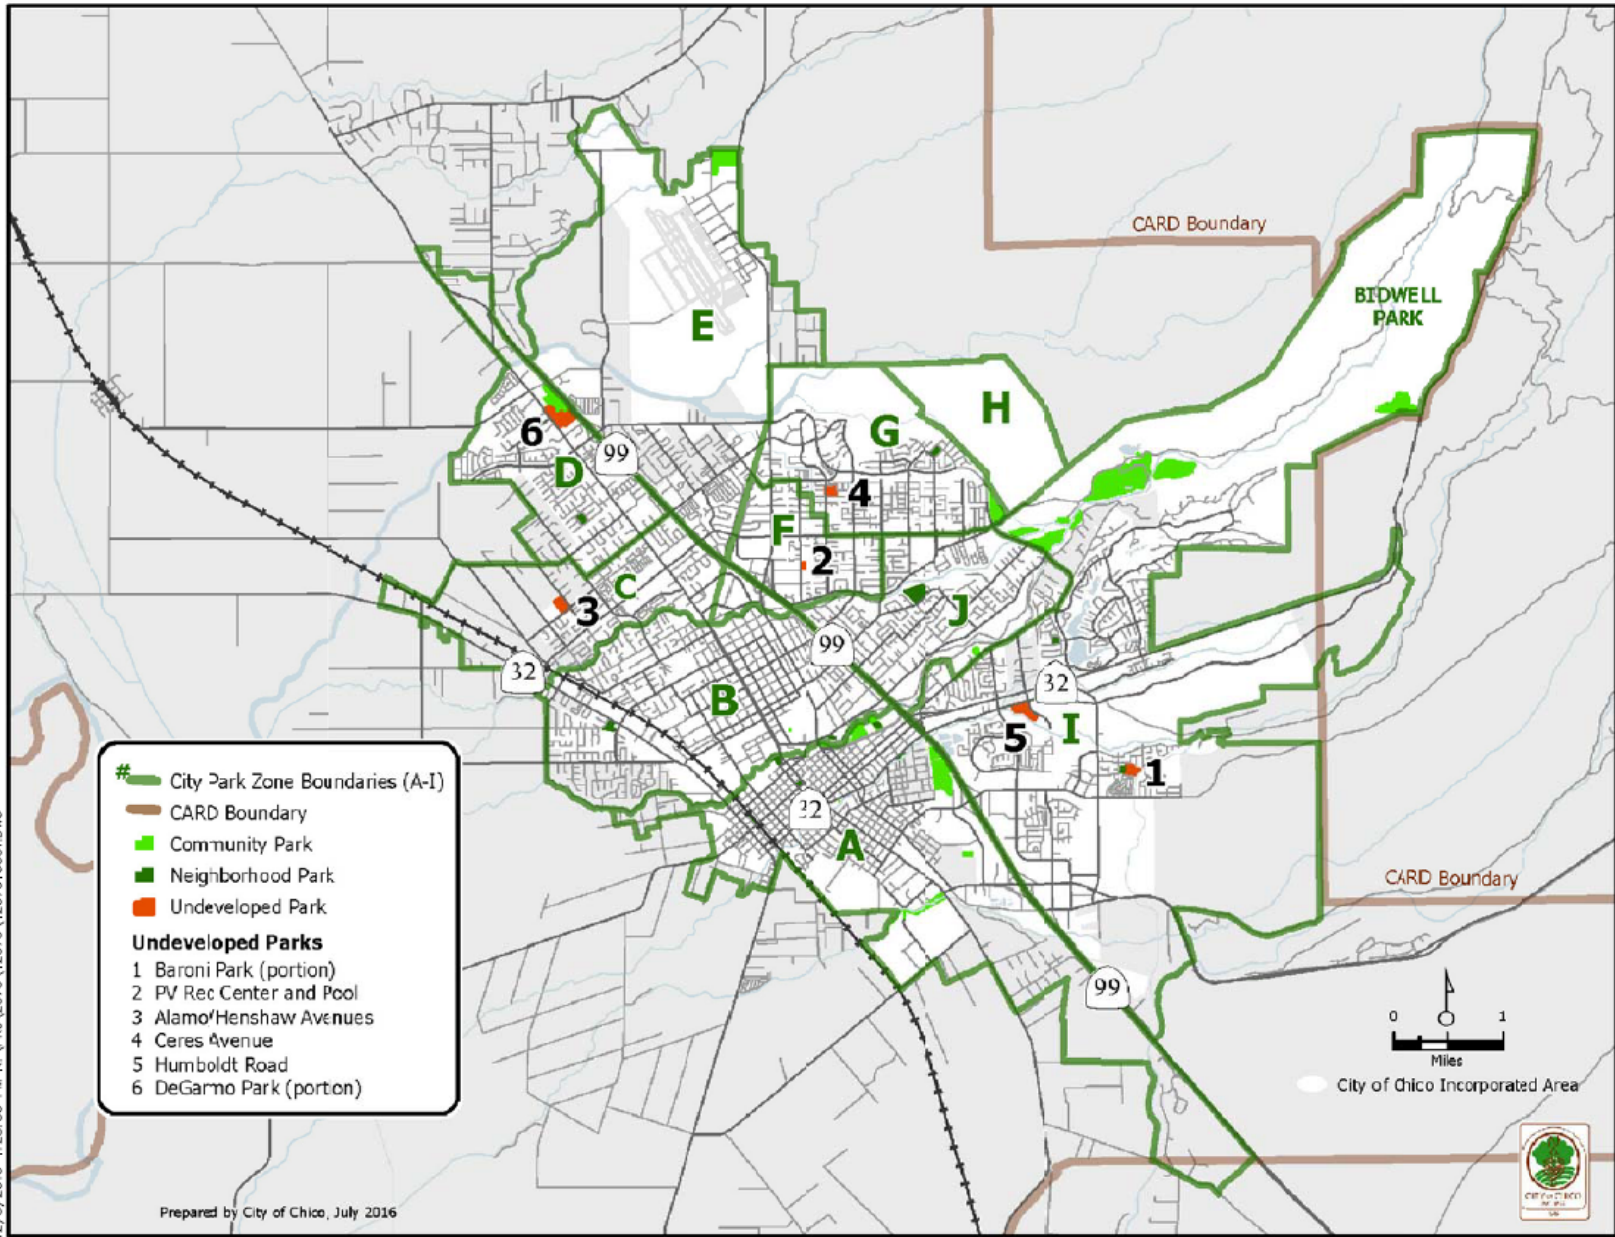 CARD Boundary
BIDWELL
PARK
E
H
G
6
99
D
4
F
2
C
3
J
99
32
32
B
I
5
1
32
A
CARD Boundary
99
# City Park Zone Boundaries (A-I)
CARD Boundary
Community Park
Neighborhood Park
Undeveloped Park
Undeveloped Parks
1 Baroni Park (portion)
2 PV Rec Center and Pool
3 Alamo/Henshaw Avenues
4 Ceres Avenue
5 Humboldt Road
6 DeGarmo Park (portion)
0 1
Miles
City of Chico Incorporated Area
CITY of CHICO
Prepared by City of Chico, July 2016